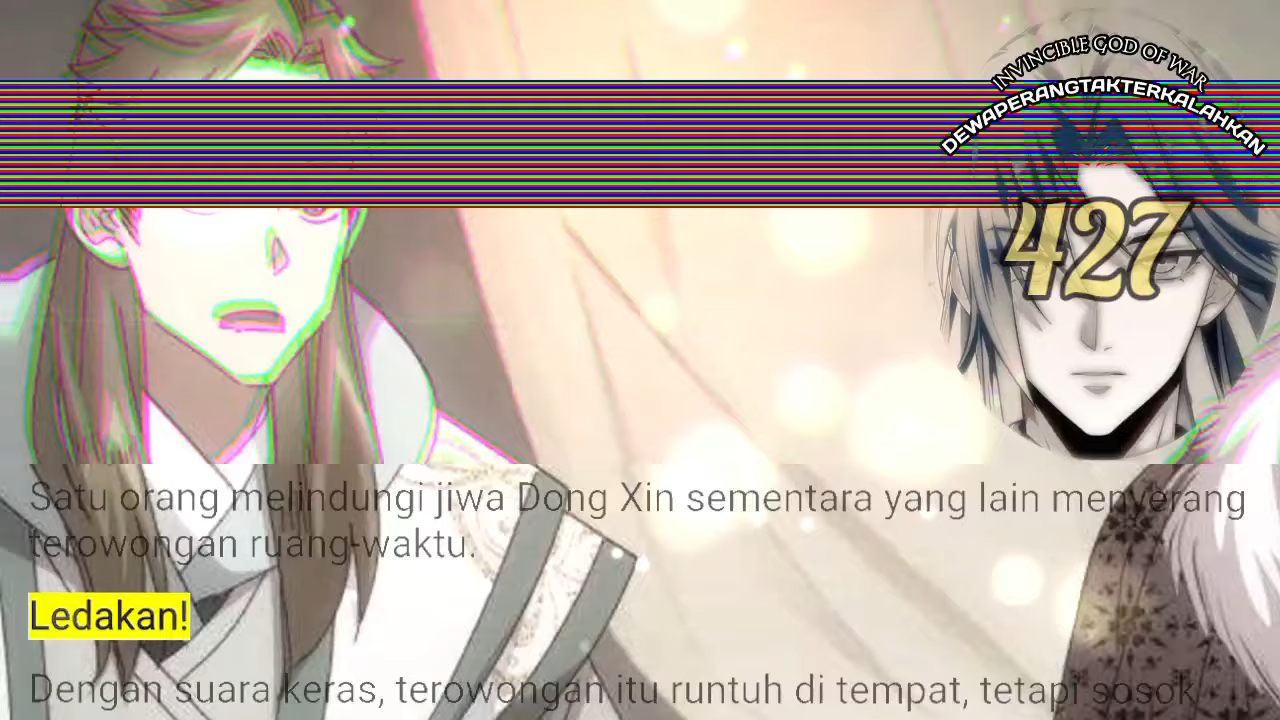 INVINCIBLE GOD OF WAR
DEWAPERANGTAKTERKALAHKAN
427
Satu orang melindungi jiwa Dong Xin sementara yang lain menyerang
terowongan ruang-waktu.
Ledakan!
Dengan suara keras, terowongan itu runtuh di tempat, tetapi sosok